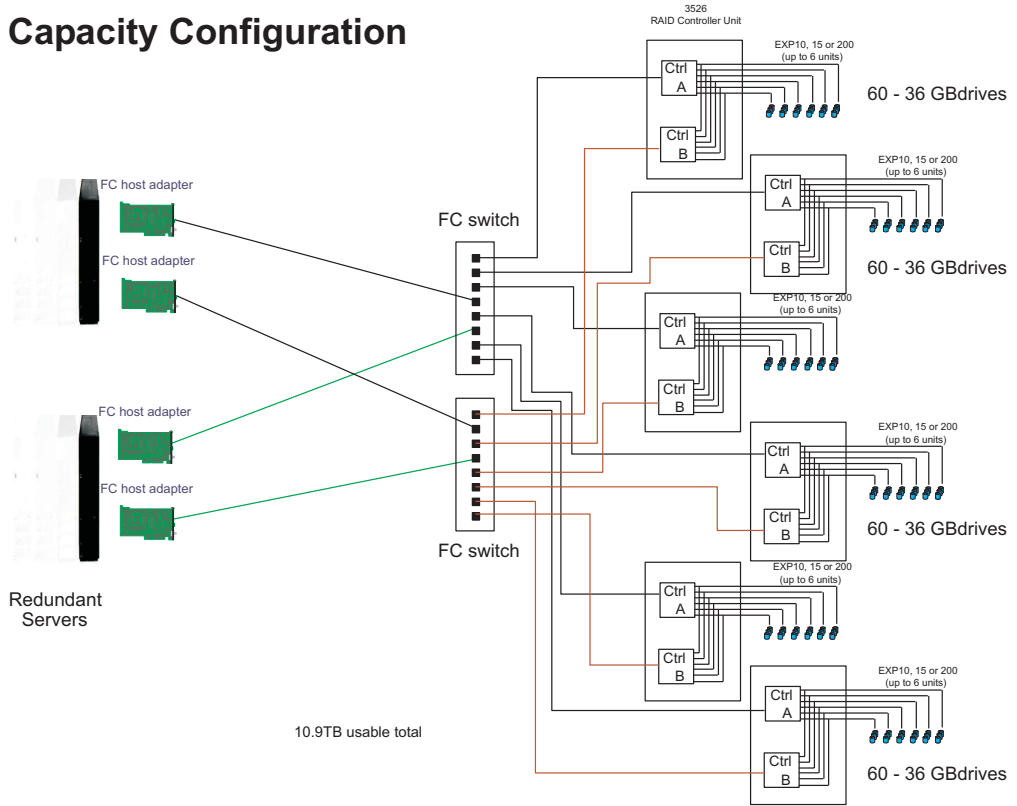 Capacity Configuration
3526
RAID Controller Unit
EXP10, 15 or 200
(up to 6 units)
Ctrl
A
Ctrl
B
60 - 36 GBdrives
EXP10, 15 or 200
(up to 6 units)
Ctrl
A
Ctrl
B
60 - 36 GBdrives
FC host adapter
FC host adapter
FC switch
EXP10, 15 or 200
(up to 6 units)
Ctrl
A
Ctrl
B
FC host adapter
FC host adapter
FC switch
EXP10, 15 or 200
(up to 6 units)
Ctrl
A
Ctrl
B
60 - 36 GBdrives
Redundant
Servers
EXP10, 15 or 200
(up to 6 units)
Ctrl
A
Ctrl
B
EXP10, 15 or 200
(up to 6 units)
Ctrl
A
Ctrl
B
60 - 36 GBdrives
10.9TB usable total